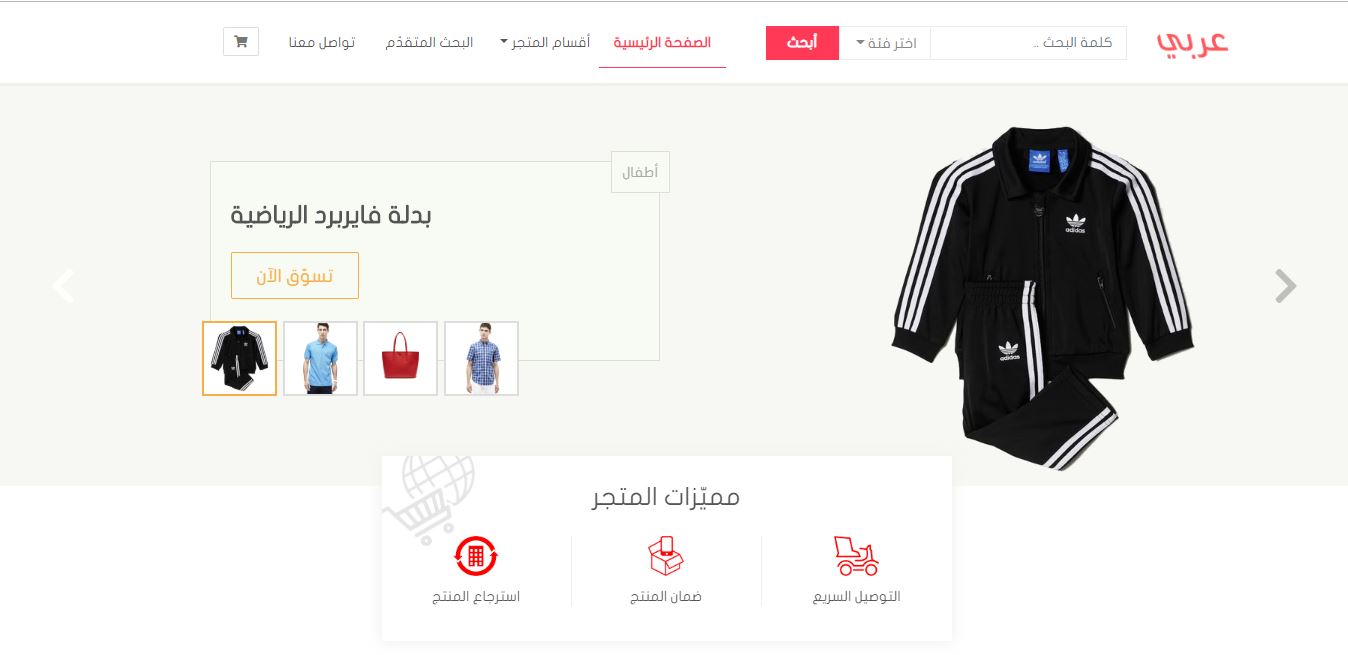 عربي
كلمة البحث ..
اختر فئة
أبحث
الصفحة الرئيسية
أقسام المتجر
البحث المتقدّم
تواصل معنا
أطفال
بدلة فايربرد الرياضية
تسوّق الآن
adidas
adidas
مميّزات المتجر
التوصيل السريع
ضمان المنتج
استرجاع المنتج